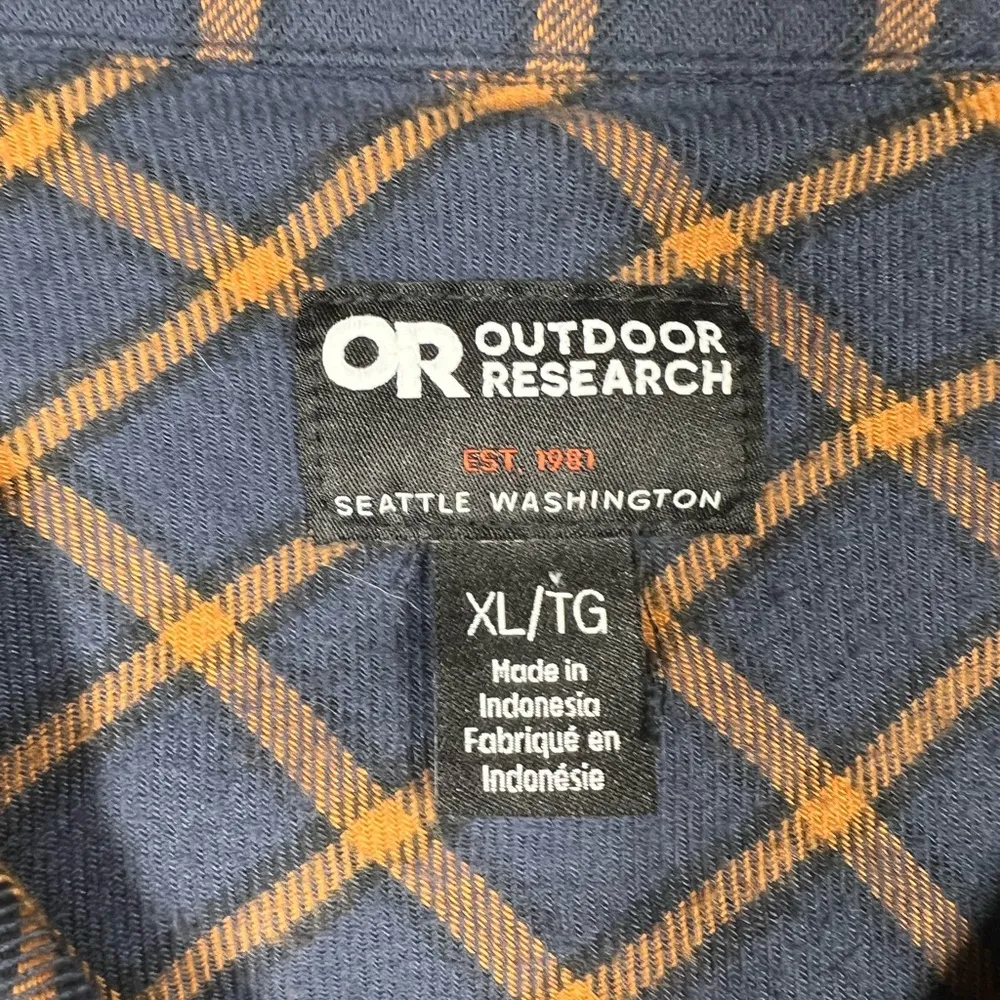 OR OUTDOOR
RESEARCH
EST. 1981
SEATTLE WASHINGTON
XL/TG
Made in
Indonesia
Fabriqué en
Indonésie